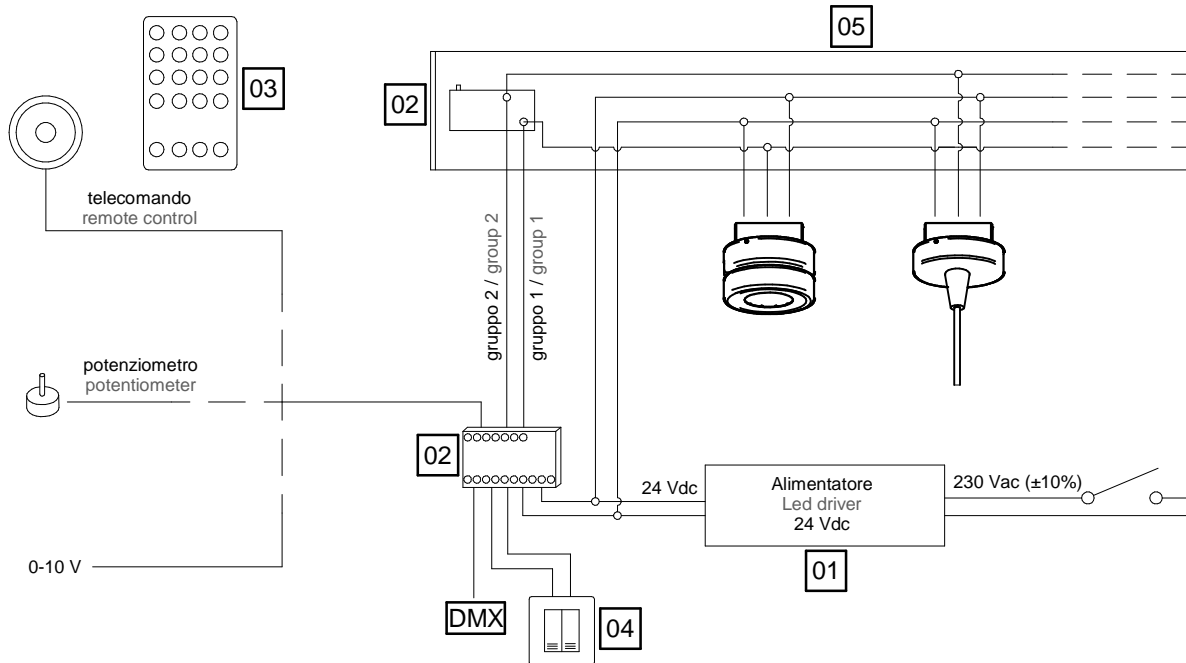 05
03
02
telecomando
remote control
gruppo 2 / group 2
gruppo 1 / group 1
potenziometro
potentiometer
02
24 Vdc
Alimentatore
Led driver
24 Vdc
230 Vac (±10%)
01
0-10 V
DMX
04